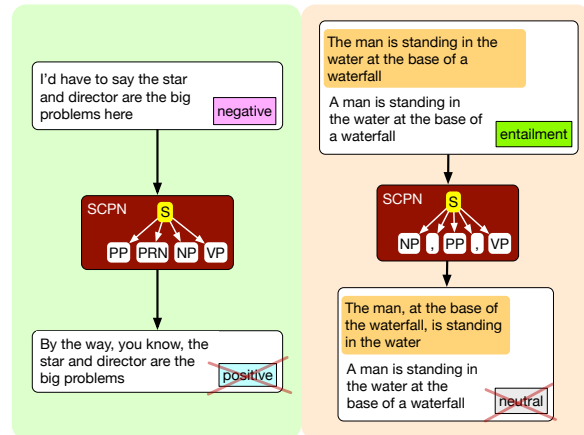 I'd have to say the star
and director are the big
problems here
negative
SCPN
S
PP PRN NP VP
By the way, you know, the
star and director are the
big problems
positive
The man is standing in the
water at the base of a
waterfall
A man is standing in
the water at the base of
a waterfall
entailment
SCPN
S
NP , PP , VP
The man, at the base of
the waterfall, is standing
in the water
A man is standing in
the water at the
base of a waterfall
neutral